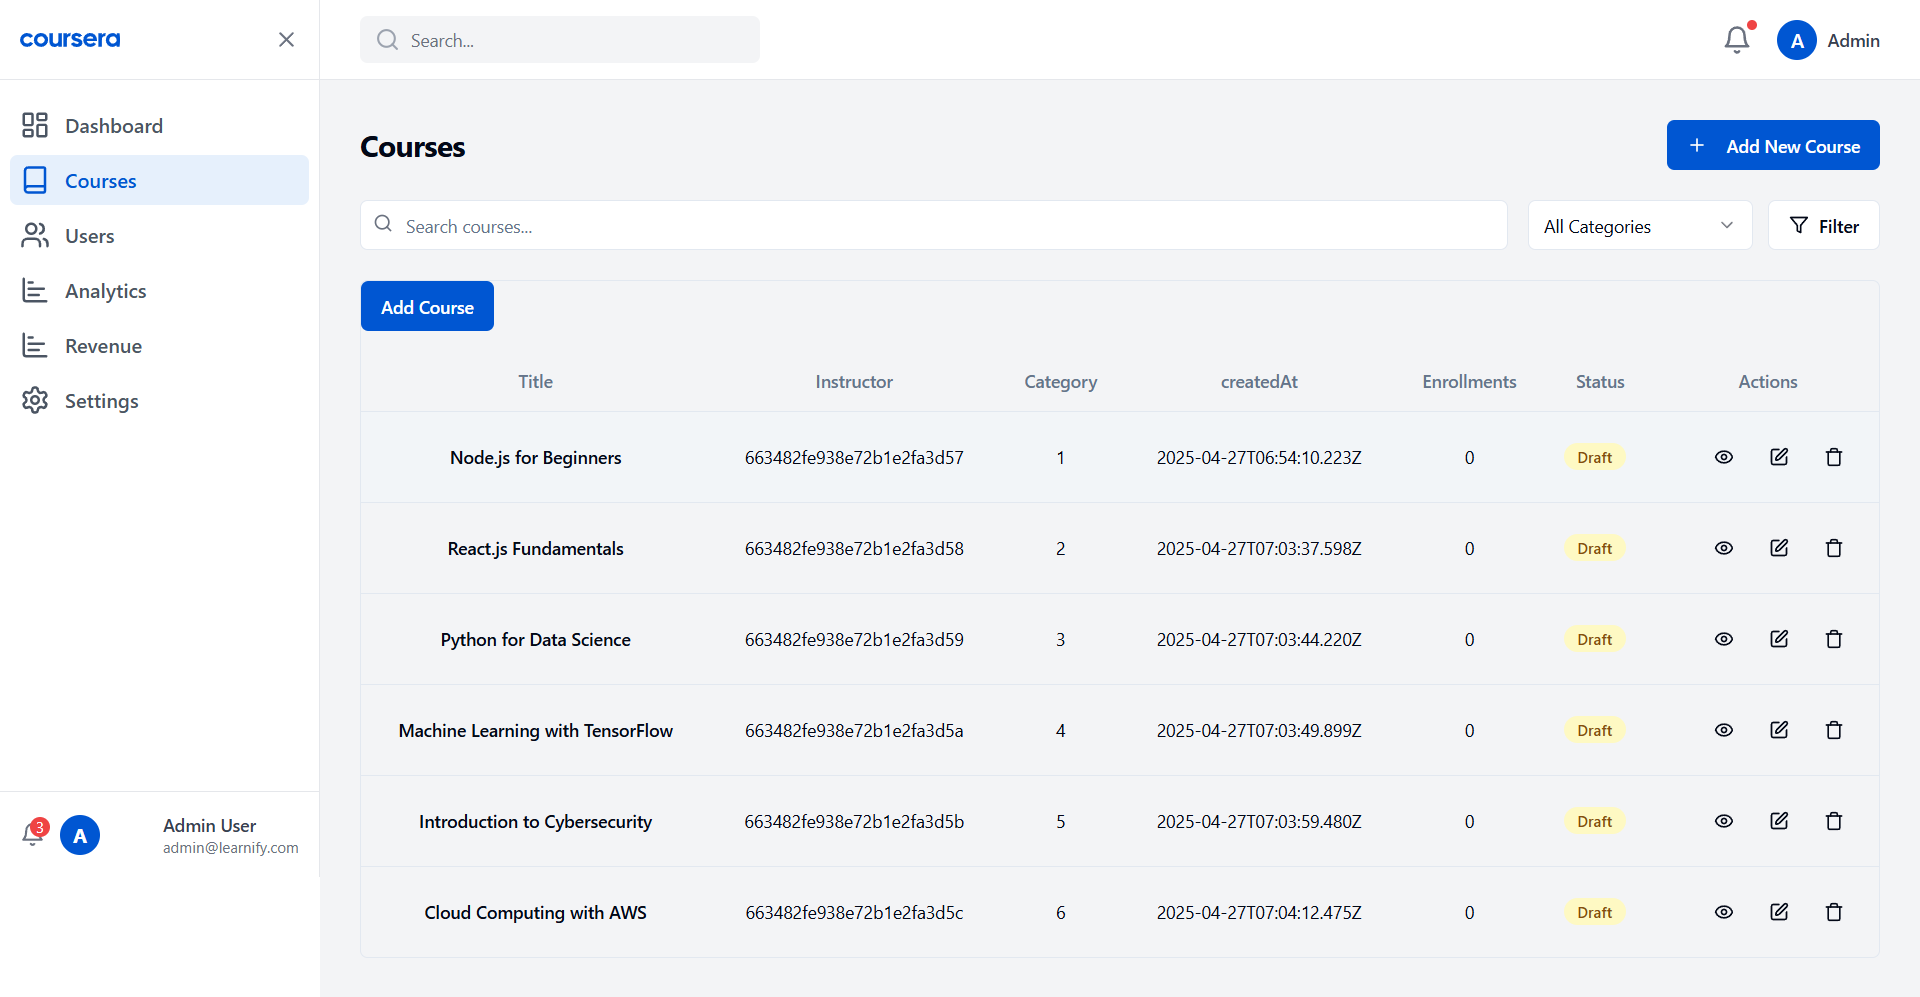 coursera
Search...
A Admin
Dashboard
Courses
Users
Analytics
Revenue
Settings
3 A Admin User
admin@learnify.com
Courses
Add New Course
Search courses...
All Categories
Filter
Add Course
Title Instructor Category createdAt Enrollments Status Actions
Node.js for Beginners 663482fe938e72b1e2fa3d57 1 2025-04-27T06:54:10.223Z 0 Draft
React.js Fundamentals 663482fe938e72b1e2fa3d58 2 2025-04-27T07:03:37.598Z 0 Draft
Python for Data Science 663482fe938e72b1e2fa3d59 3 2025-04-27T07:03:44.220Z 0 Draft
Machine Learning with TensorFlow 663482fe938e72b1e2fa3d5a 4 2025-04-27T07:03:49.899Z 0 Draft
Introduction to Cybersecurity 663482fe938e72b1e2fa3d5b 5 2025-04-27T07:03:59.480Z 0 Draft
Cloud Computing with AWS 663482fe938e72b1e2fa3d5c 6 2025-04-27T07:04:12.475Z 0 Draft